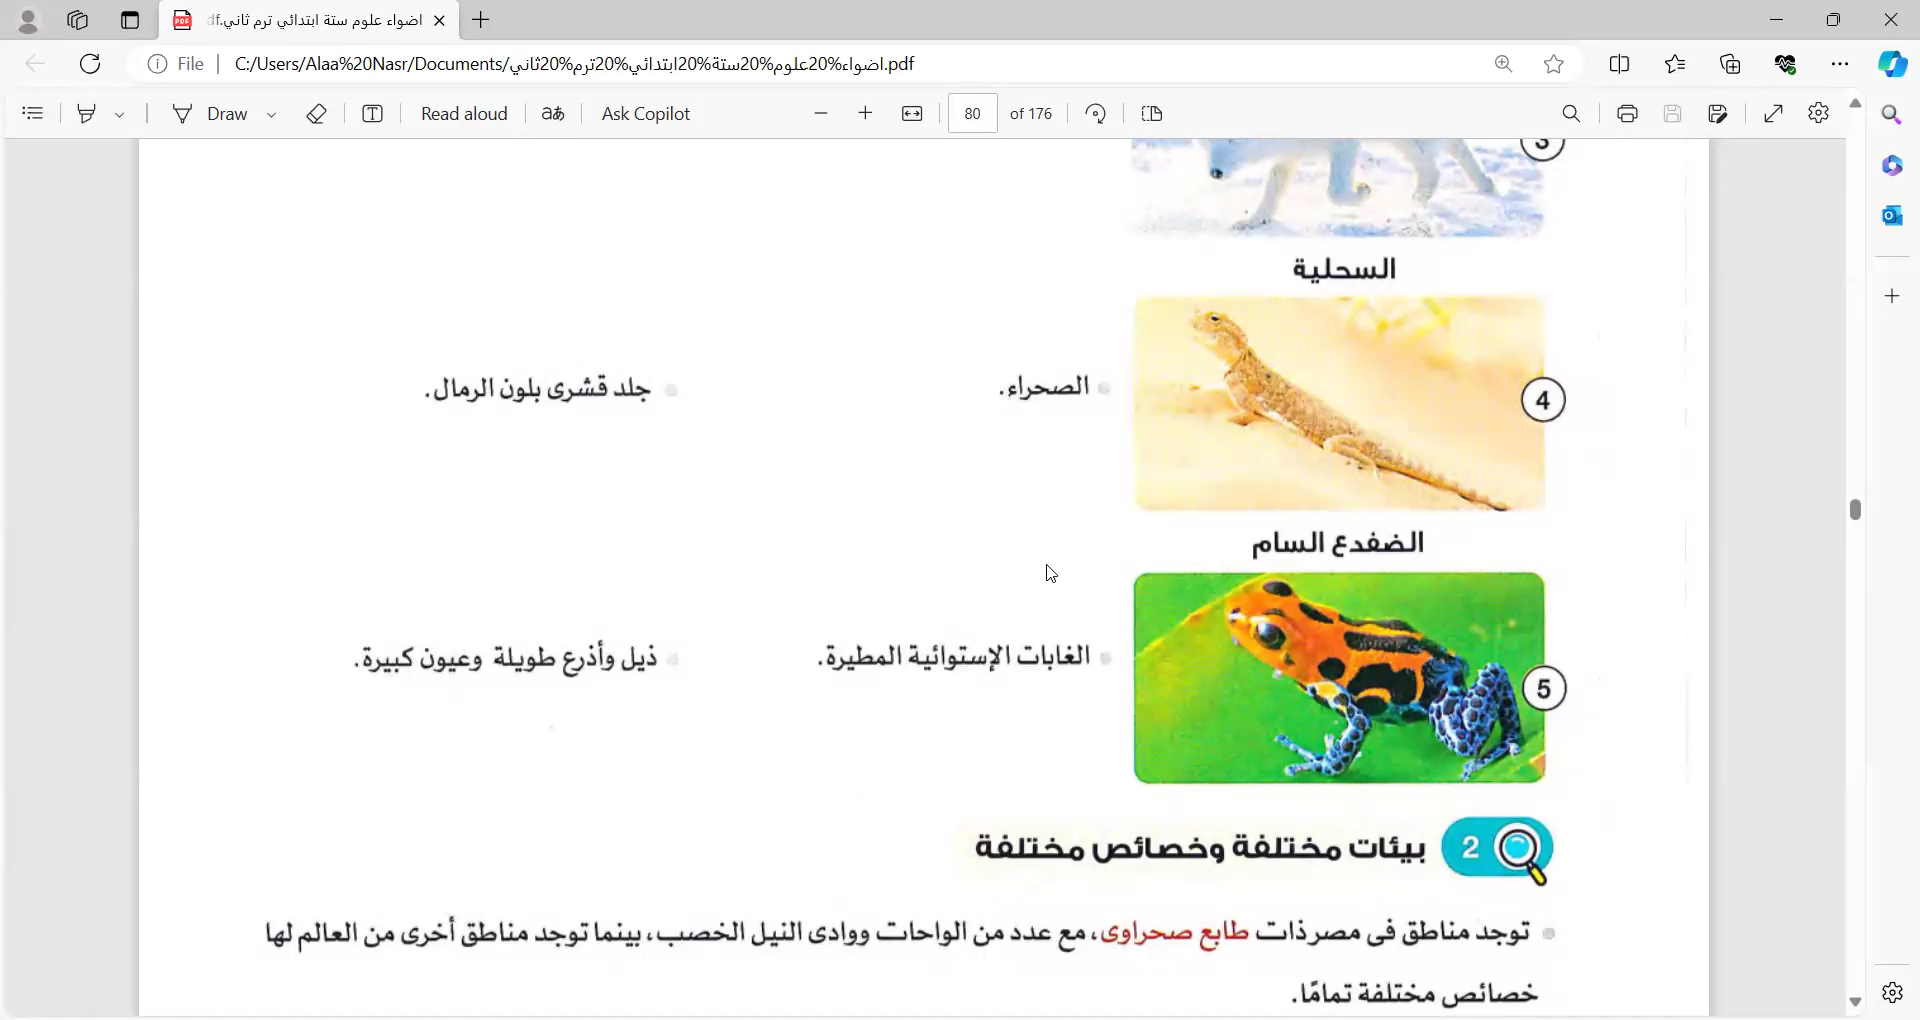 اضواء علوم ستة ابتدائي ترم ثاني.pdf
File
C:/Users/Alaa%20Nasr/Documents/اضواء%20علوم%20ستة%20ابتدائي%20ترم%20ثاني.pdf
Draw
Read aloud
aあ
Ask Copilot
80
of 176
3
السحلية
4
الصحراء.
جلد قشرى بلون الرمال.
الضفدع السام
5
الغابات الإستوائية المطيرة.
ذيل وأذرع طويلة وعيون كبيرة.
2
بيئات مختلفة وخصائص مختلفة
توجد مناطق فى مصر ذات طابع صحراوى، مع عدد من الواحات ووادى النيل الخصب، بينما توجد مناطق أخرى من العالم لها
خصائص مختلفة تمامًا.